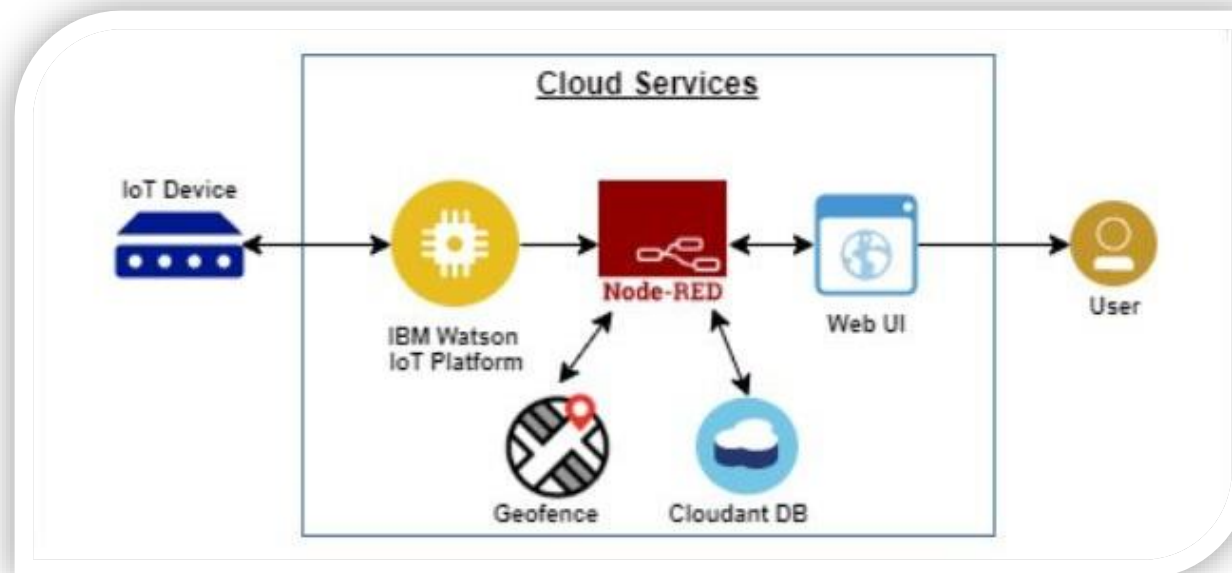 Cloud Services
IoT Device
Node-RED
IBM Watson
IoT Platform
Web UI
User
Geofence
Cloudant DB